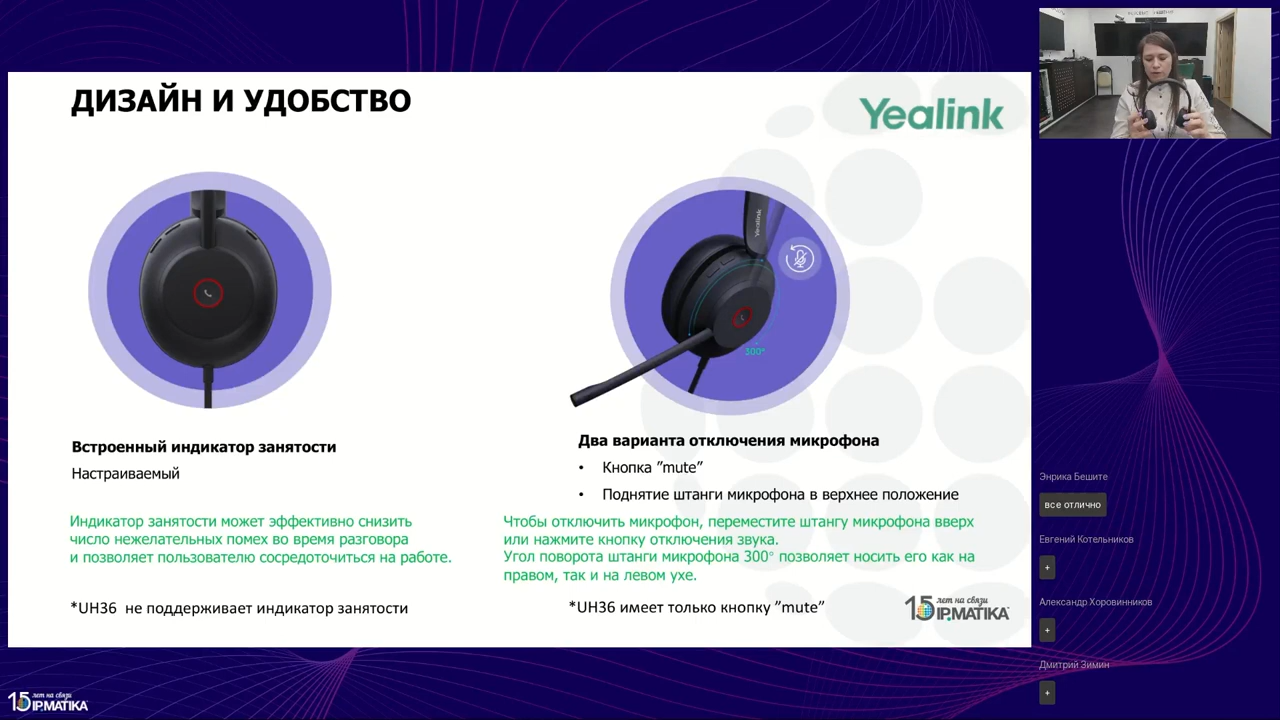 ДИЗАЙН И УДОБСТВО
Yealink
Yealink
300°
Встроенный индикатор занятости
Настраиваемый
Индикатор занятости может эффективно снизить
число нежелательных помех во время разговора
и позволяет пользователю сосредоточиться на работе.
*UH36 не поддерживает индикатор занятости
Два варианта отключения микрофона
• Кнопка ”mute”
• Поднятие штанги микрофона в верхнее положение
Чтобы отключить микрофон, переместите штангу микрофона вверх
или нажмите кнопку отключения звука.
Угол поворота штанги микрофона 300° позволяет носить его как на
правом, так и на левом ухе.
*UH36 имеет только кнопку ”mute”
15 лет на связи
IPMATIKA
Энрика Бешите
все отлично
Евгений Котельников
+
Александр Хоровинников
+
Дмитрий Зимин
+
15 лет на связи
IPMATIKA